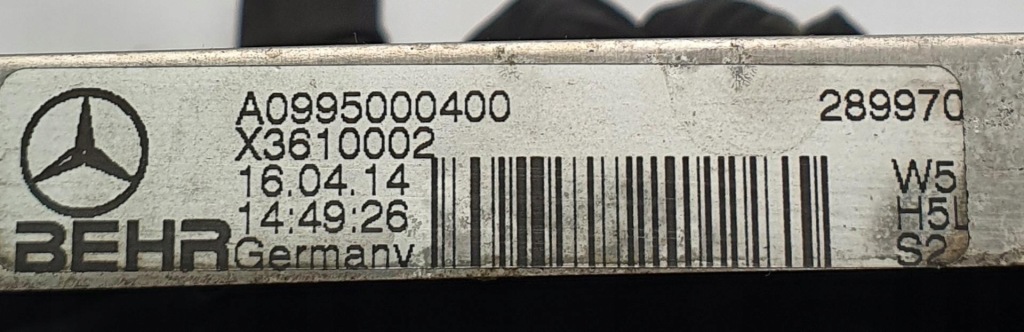 A0995000400 289970
X3610002
16.04.14 W5
14:49:26 H5L
BEHR Germany S2